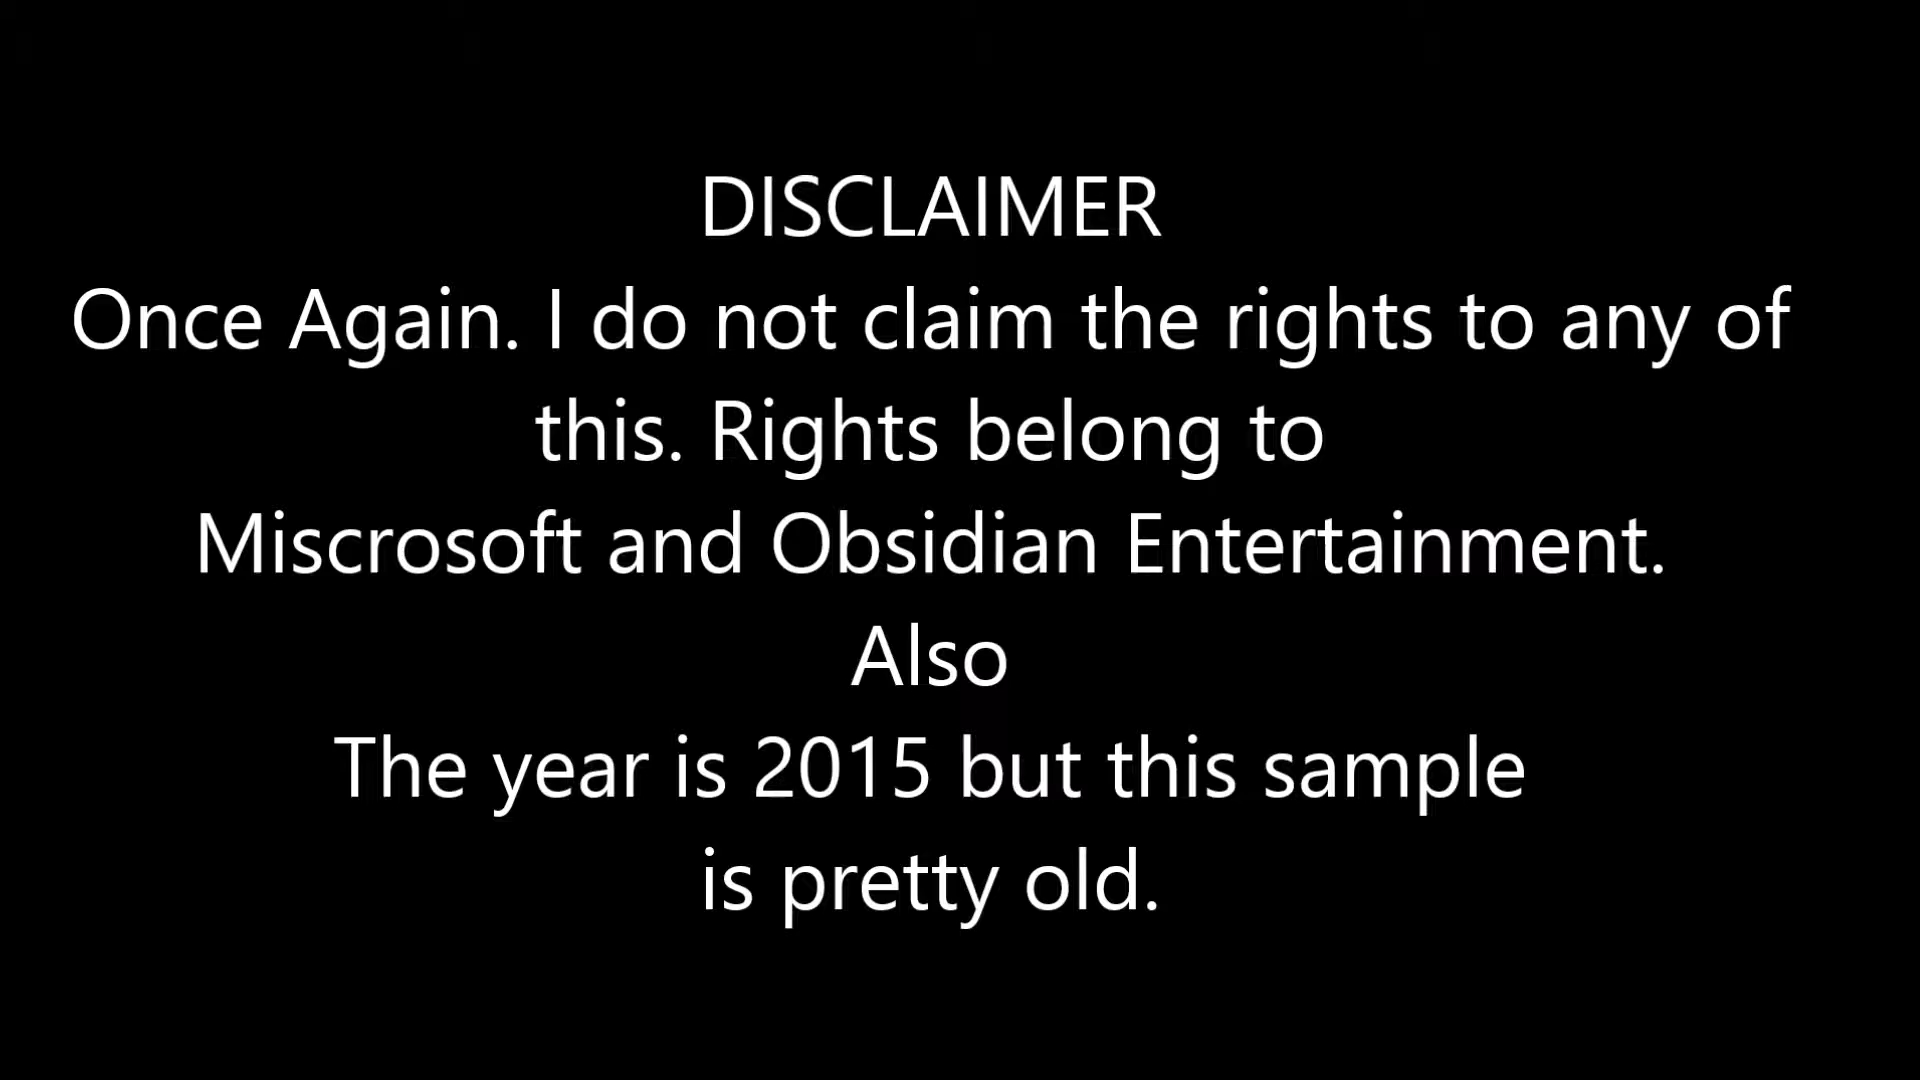 DISCLAIMER
Once Again. I do not claim the rights to any of
this. Rights belong to
Miscrosoft and Obsidian Entertainment.
Also
The year is 2015 but this sample
is pretty old.